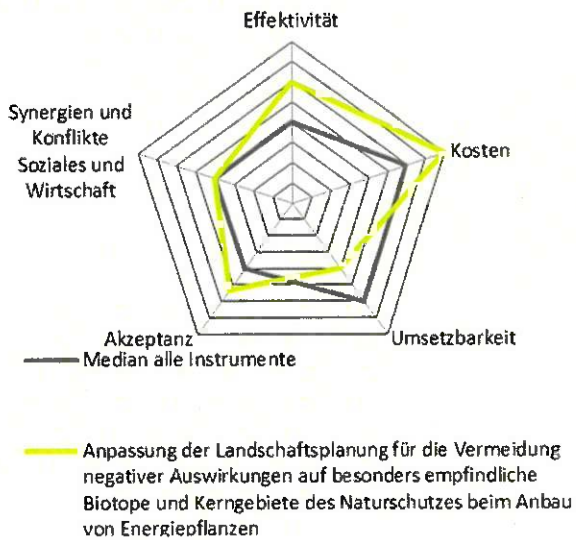 Effektivität
Synergien und
Konflikte
Soziales und
Wirtschaft
Kosten
Akzeptanz
Umsetzbarkeit
Median alle Instrumente
Anpassung der Landschaftsplanung für die Vermeidung
negativer Auswirkungen auf besonders empfindliche
Biotope und Kerngebiete des Naturschutzes beim Anbau
von Energiepflanzen